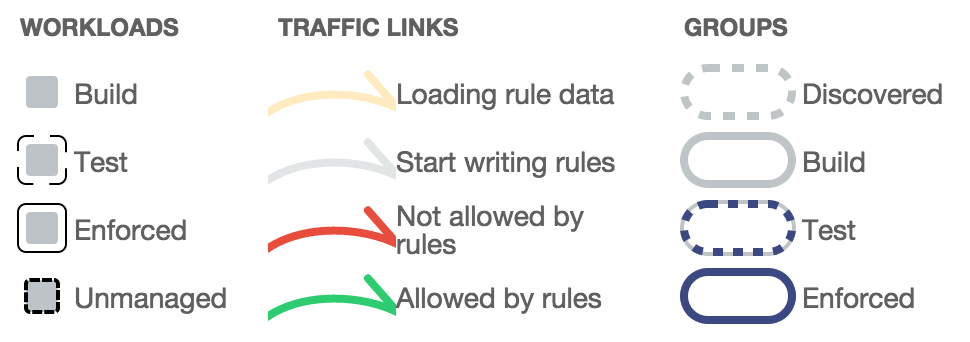 WORKLOADS
Build
Test
Enforced
Unmanaged
TRAFFIC LINKS
Loading rule data
Start writing rules
Not allowed by
rules
Allowed by rules
GROUPS
Discovered
Build
Test
Enforced